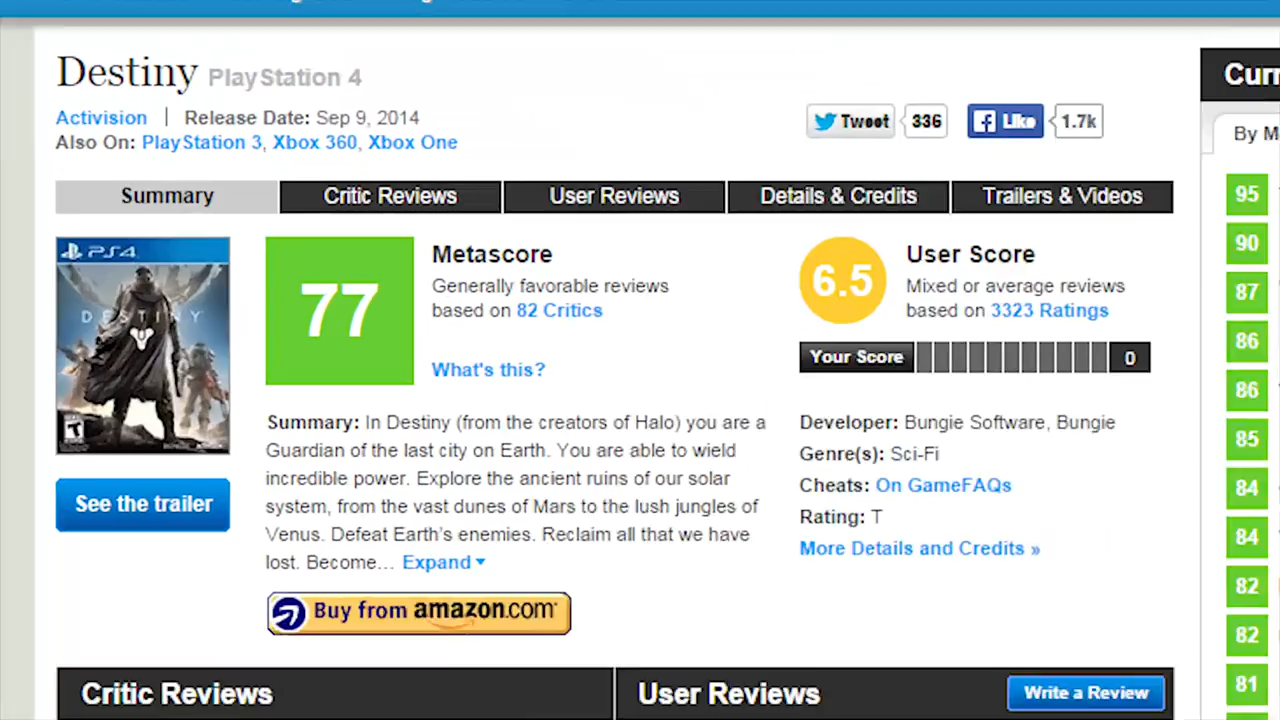 Destiny PlayStation 4
Activision | Release Date: Sep 9, 2014
Also On: PlayStation 3, Xbox 360, Xbox One
Tweet 336 Like 1.7k
Summary Critic Reviews User Reviews Details & Credits Trailers & Videos
PS4
DESTINY
T
See the trailer
77
Metascore
Generally favorable reviews
based on 82 Critics
What's this?
6.5
User Score
Mixed or average reviews
based on 3323 Ratings
Your Score 0
Summary: In Destiny (from the creators of Halo) you are a
Guardian of the last city on Earth. You are able to wield
incredible power. Explore the ancient ruins of our solar
system, from the vast dunes of Mars to the lush jungles of
Venus. Defeat Earth's enemies. Reclaim all that we have
lost. Become... Expand
Buy from amazon.com
Developer: Bungie Software, Bungie
Genre(s): Sci-Fi
Cheats: On GameFAQs
Rating: T
More Details and Credits »
Critic Reviews
User Reviews Write a Review
Curr
By M
95
90
87
86
86
85
84
84
82
82
81